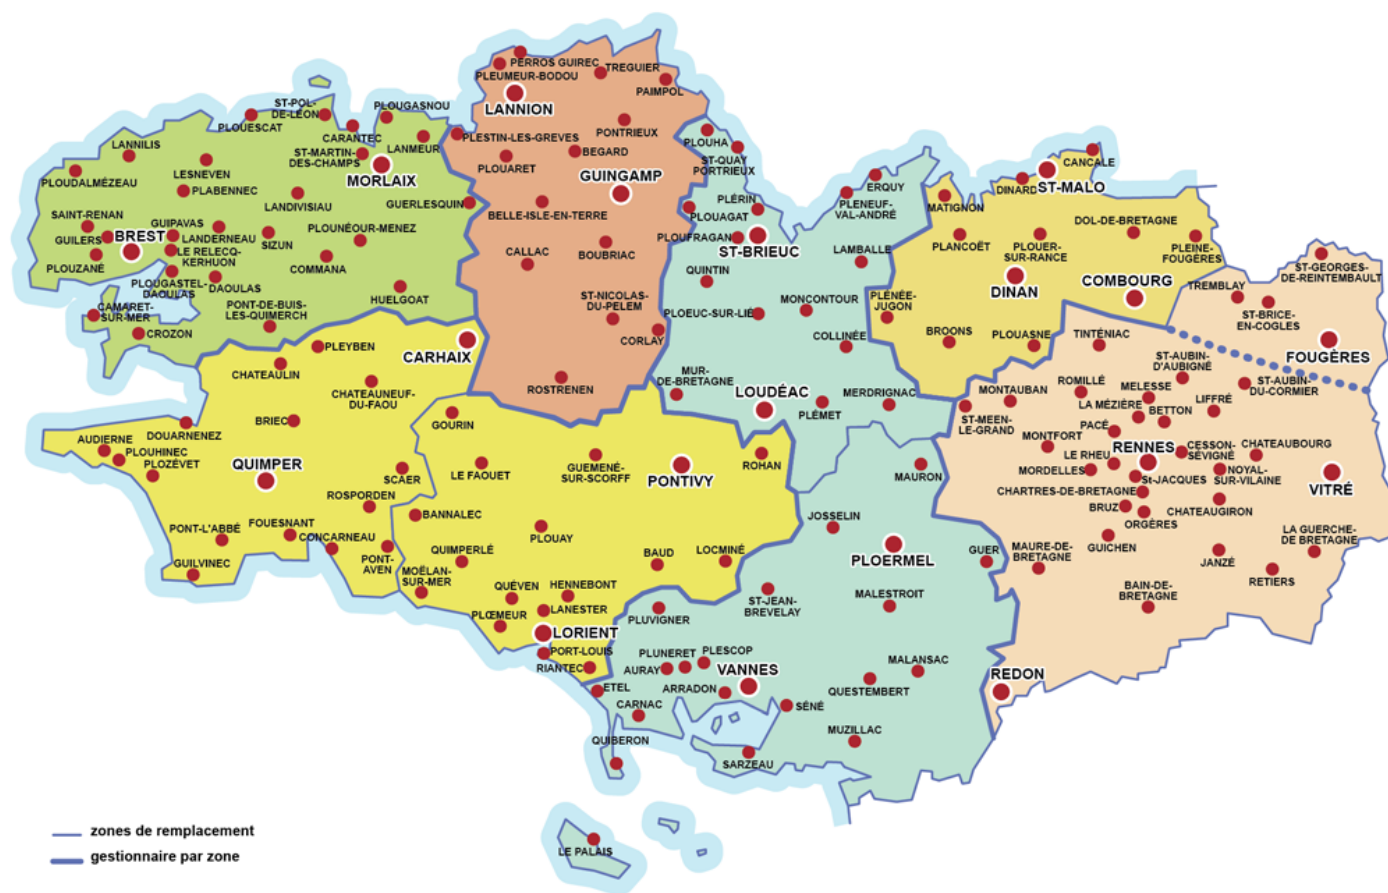 PERROS GUIREC
PLEUMEUR-BODOU
TREGUIER
PAIMPOL
LANNION
PLESTIN-LES-GREVES
PONTRIEUX
BEGARD
PLOUARET
GUINGAMP
BELLE-ISLE-EN-TERRE
CALLAC
BOUBRIAC
ST-NICOLAS-
DU-PELEM
CORLAY
ROSTRENEN
ST-POL-
DE-LÉON
PLOUGASNOU
PLOUESCAT
CARANTEC
LANMEUR
ST-MARTIN-
DES-CHAMPS
MORLAIX
LANNILIS
LESNEVEN
PLOUDALMÉZEAU
PLABENNEC
LANDIVISIAU
GUERLESQUIN
SAINT-RENAN
GUIPAVAS
GUILERS
BREST
LANDERNEAU
SIZUN
PLOUNÉOUR-MENEZ
LE RELECQ-
KERHUON
PLOUZANÉ
COMMANA
PLOUGASTEL-
DAOULAS
DAOULAS
HUELGOAT
CAMARET-
SUR-MER
PONT-DE-BUIS-
LES-QUIMERCH
CROZON
PLEYBEN
CARHAIX
CHATEAULIN
CHATEAUNEUF-
DU-FAOU
BRIEC
DOUARNENEZ
AUDIERNE
PLOUHINEC
PLOZÉVET
QUIMPER
SCAER
ROSPORDEN
PONT-L'ABBÉ
FOUESNANT
CONCARNEAU
GUILVINEC
PONT-
AVEN
GOURIN
LE FAOUET
GUEMENÉ-
SUR-SCORFF
PONTIVY
ROHAN
BANNALEC
PLOUAY
QUIMPERLÉ
BAUD
LOCMINÉ
MOËLAN-
SUR-MER
QUÉVEN
HENNEBONT
PLŒMEUR
LANESTER
LORIENT
PORT-LOUIS
RIANTEC
PLOUHA
ST-QUAY
PORTRIEUX
PLÉRIN
PLOUAGAT
PLOUFRAGAN
ST-BRIEUC
ERQUY
PLENEUF-
VAL-ANDRÉ
LAMBALLE
QUINTIN
PLOEUC-SUR-LIÉ
MONCONTOUR
COLLINÉE
MUR-
DE-BRETAGNE
LOUDÉAC
MERDRIGNAC
PLÉMET
CANCALE
DINARD
ST-MALO
MATIGNON
DOL-DE-BRETAGNE
PLANCOËT
PLOUER-
SUR-RANCE
PLEINE-
FOUGÈRES
DINAN
COMBOURG
PLÉNÉE-
JUGON
BROONS
PLOUASNE
ST-GEORGES-
DE-REINTEMBAULT
TREMBLAY
ST-BRICE-
EN-COGLES
FOUGÈRES
TINTÉNIAC
ST-AUBIN-
D'AUBIGNÉ
ST-AUBIN-
DU-CORMIER
MONTAUBAN
ROMILLÉ
MELESSE
LIFFRÉ
LA MÉZIÈRE
BETTON
ST-MEEN-
LE-GRAND
PACÉ
MONTFORT
CESSON-
SÉVIGNÉ
CHATEAUBOURG
LE RHEU
RENNES
MORDELLES
NOYAL-
SUR-VILAINE
VITRÉ
St-JACQUES
CHARTRES-DE-BRETAGNE
BRUZ
CHATEAUGIRON
ORGÈRES
GUICHEN
LA GUERCHE-
DE BRETAGNE
MAURE-DE-
BRETAGNE
JANZÉ
RETIERS
BAIN-DE-
BRETAGNE
REDON
MAURON
JOSSELIN
PLOERMEL
GUER
ST-JEAN-
BREVELAY
MALESTROIT
PLUVIGNER
PLUNERET
PLESCOP
AURAY
VANNES
MALANSAC
ETEL
ARRADON
QUESTEMBERT
CARNAC
SÉNÉ
QUIBERON
MUZILLAC
SARZEAU
LE PALAIS
zones de remplacement
gestionnaire par zone